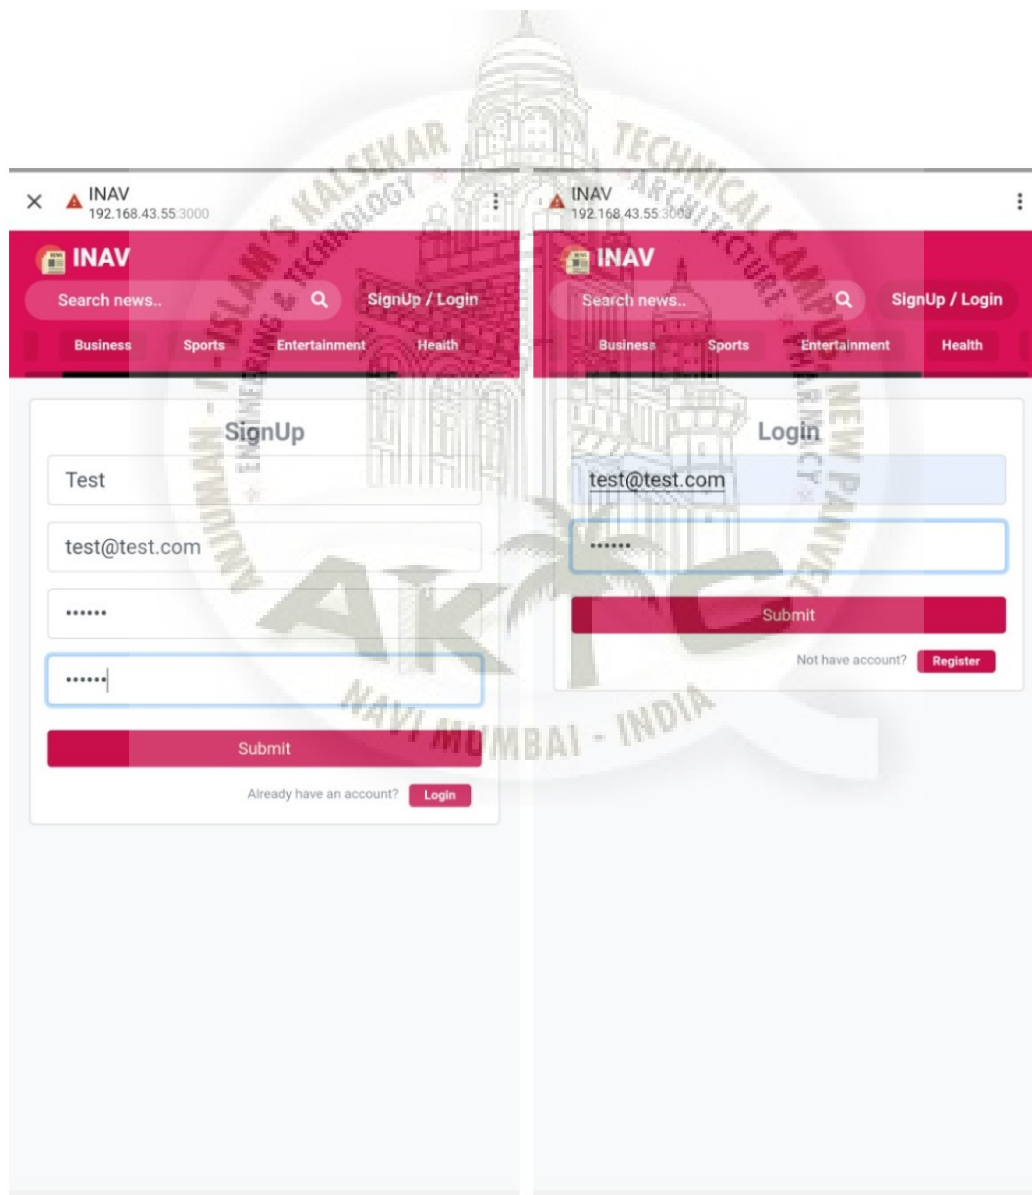 INAV
192.168.43.55:3000
INAV
Search news..
SignUp / Login
Business Sports Entertainment Health
SignUp
Test
test@test.com
••••••
••••••
Submit
Already have an account? Login
INAV
192.168.43.55:3000
INAV
Search news..
SignUp / Login
Business Sports Entertainment Health
Login
test@test.com
••••••
Submit
Not have account? Register
ANJUMAN - I - ISLAM'S KALSEKAR TECHNICAL CAMPUS NEW PANVEL
ENGINEERING & TECHNOLOGY * ARCHITECTURE * PHARMACY *
AKTC
NAVI MUMBAI - INDIA